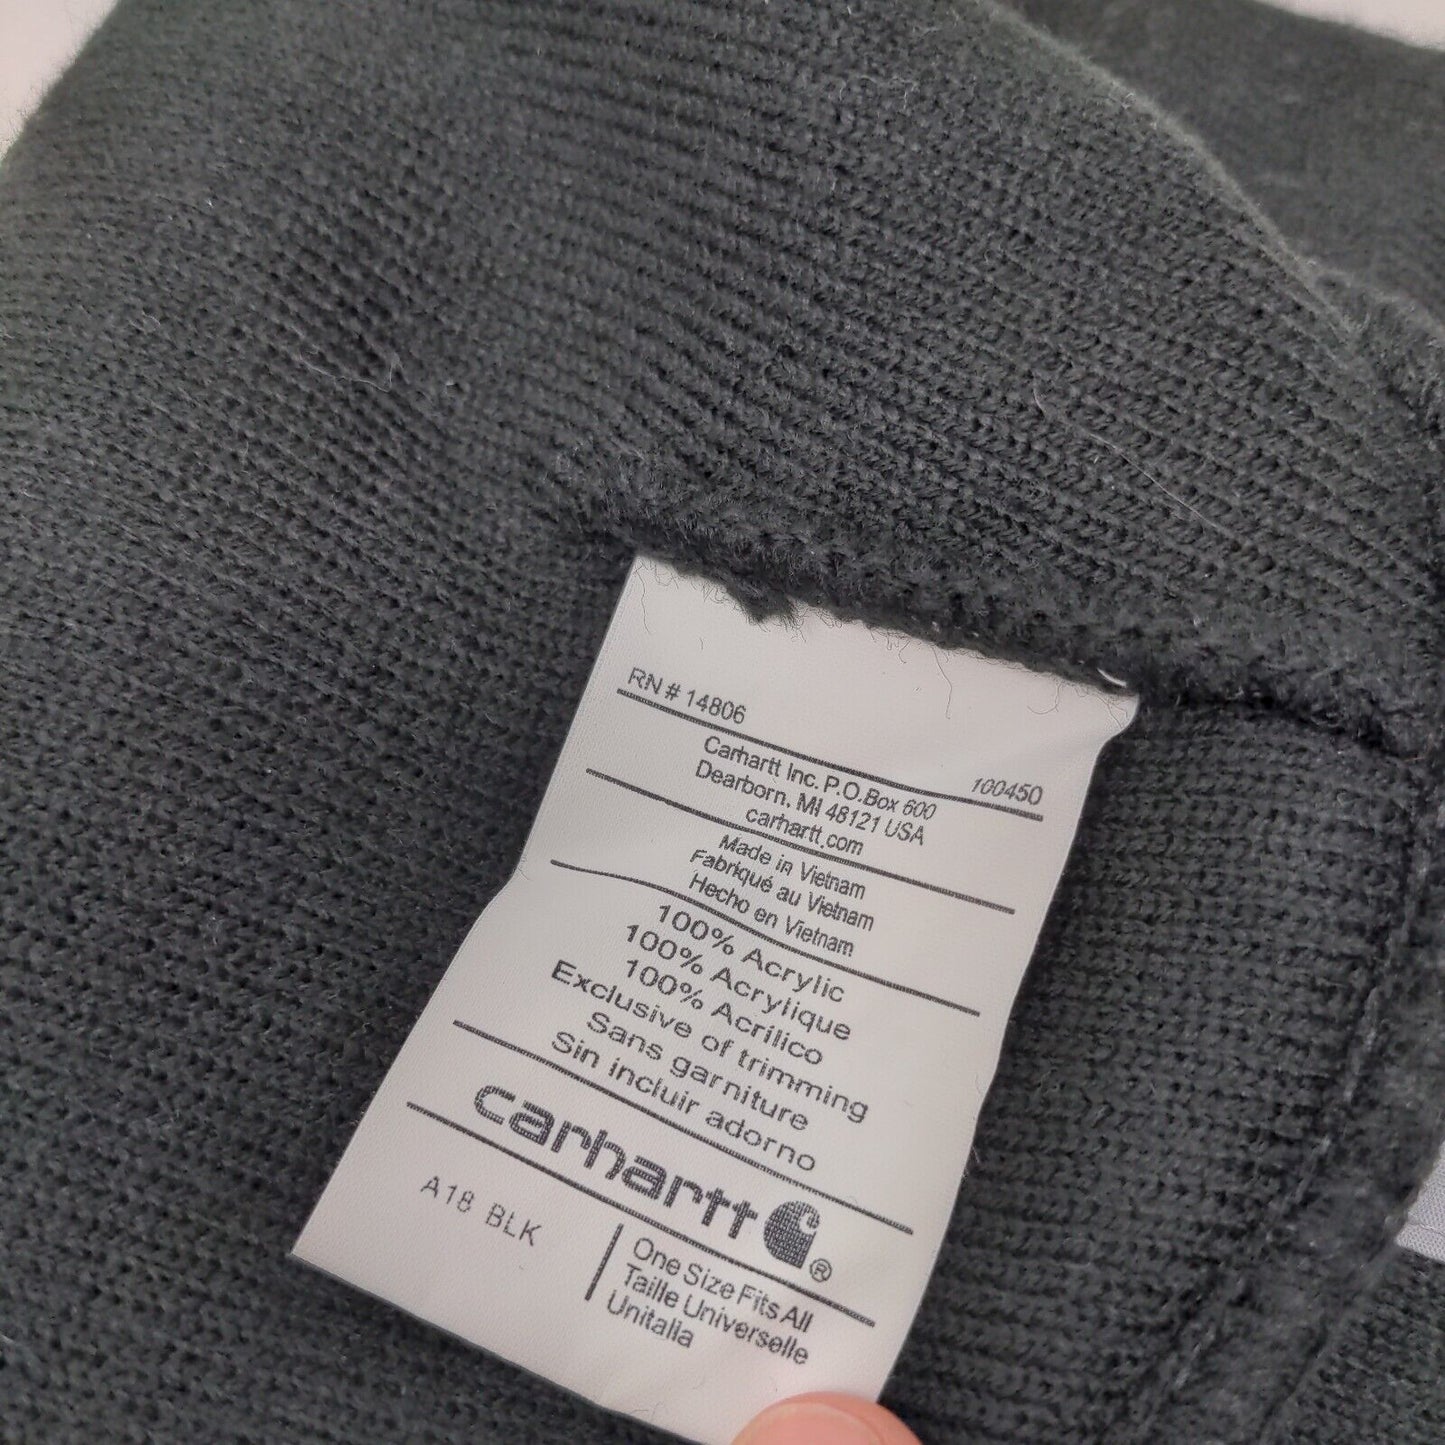 RN # 14806
100450
Carhartt Inc. P.O.Box 600
Dearborn, MI 48121 USA
carhartt.com
Made in Vietnam
Fabriqué au Vietnam
Hecho en Vietnam
100% Acrylic
100% Acrylique
100% Acrílico
Exclusive of trimming
Sans garniture
Sin incluir adorno
carhartt ®
A18 BLK
One Size Fits All
Taille Universelle
Unitalla